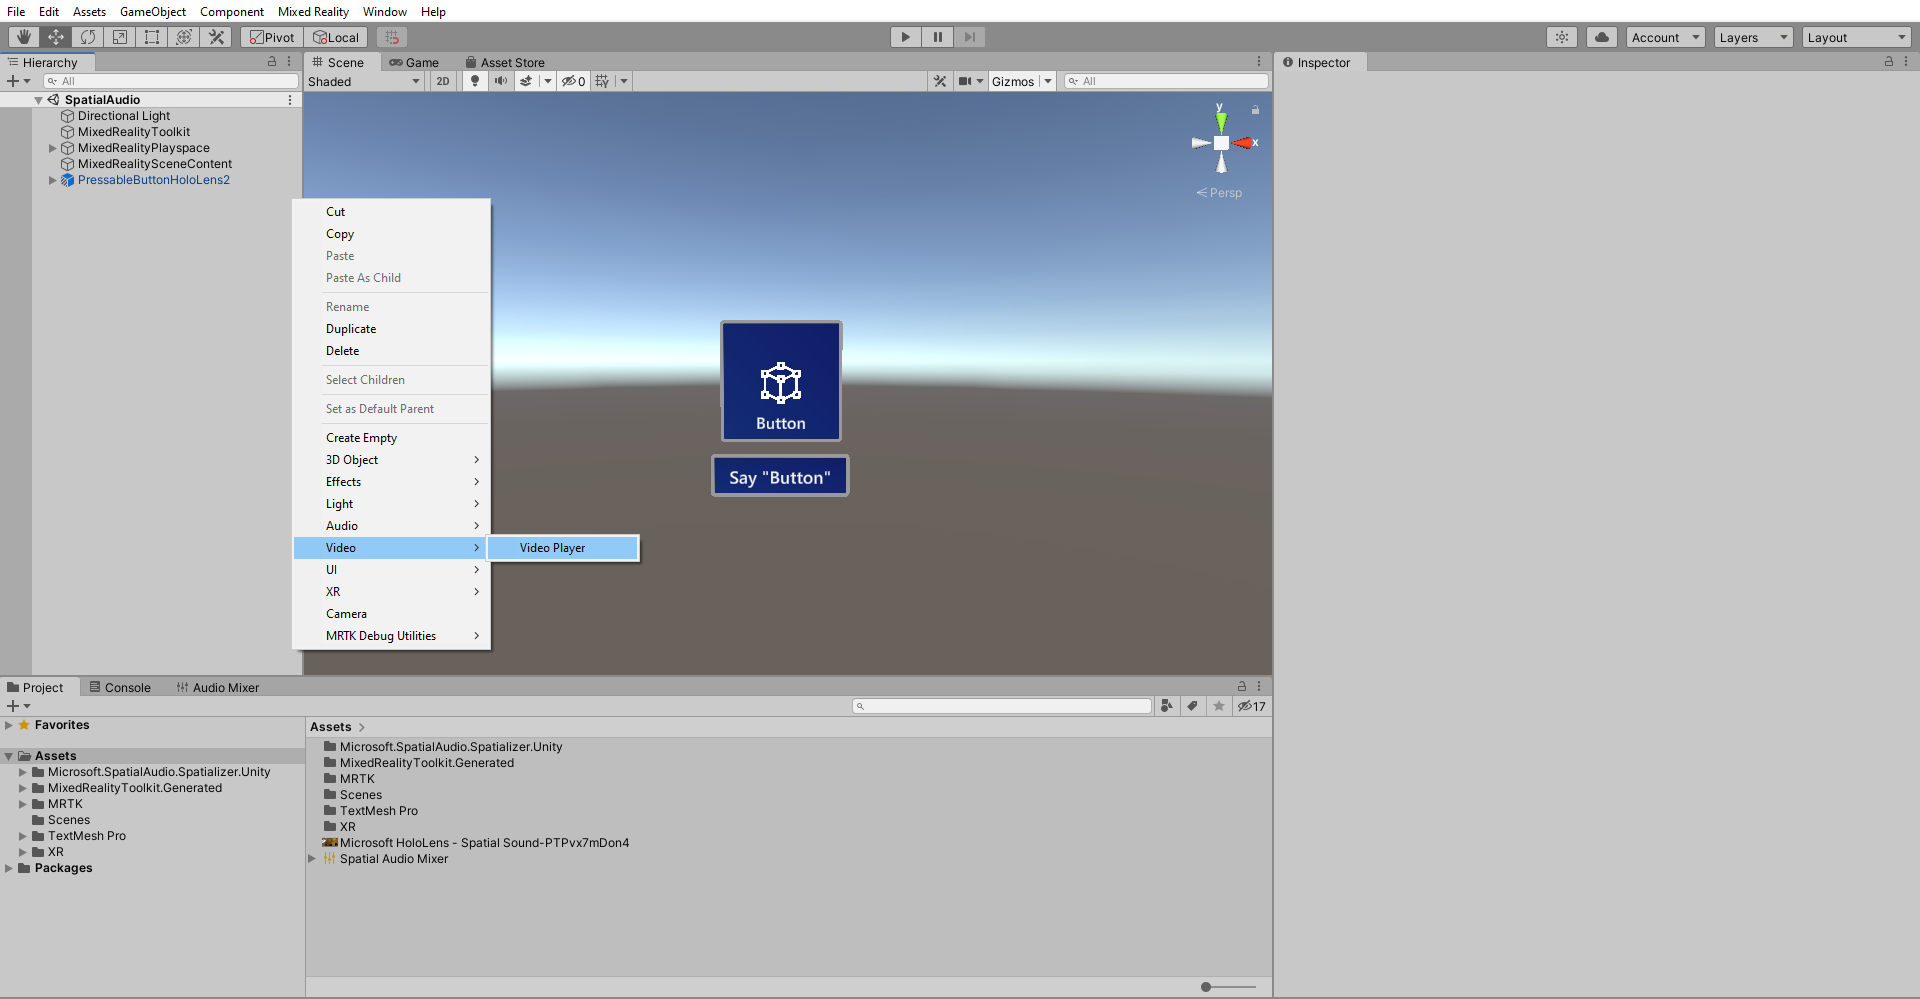 File Edit Assets GameObject Component Mixed Reality Window Help
Pivot Local Account Layers Layout
Hierarchy
All
SpatialAudio
Directional Light
MixedRealityToolkit
MixedRealityPlayspace
MixedRealitySceneContent
PressableButtonHoloLens2
Scene Game Asset Store
Shaded 2D 0 Gizmos All
y
x
Persp
Button
Say "Button"
Cut
Copy
Paste
Paste As Child
Rename
Duplicate
Delete
Select Children
Set as Default Parent
Create Empty
3D Object
Effects
Light
Audio
Video
UI
XR
Camera
MRTK Debug Utilities
Video Player
Inspector
Project Console Audio Mixer
17
Favorites
Assets
Microsoft.SpatialAudio.Spatializer.Unity
MixedRealityToolkit.Generated
MRTK
Scenes
TextMesh Pro
XR
Packages
Assets
Microsoft.SpatialAudio.Spatializer.Unity
MixedRealityToolkit.Generated
MRTK
Scenes
TextMesh Pro
XR
Microsoft HoloLens - Spatial Sound-PTPvx7mDon4
Spatial Audio Mixer